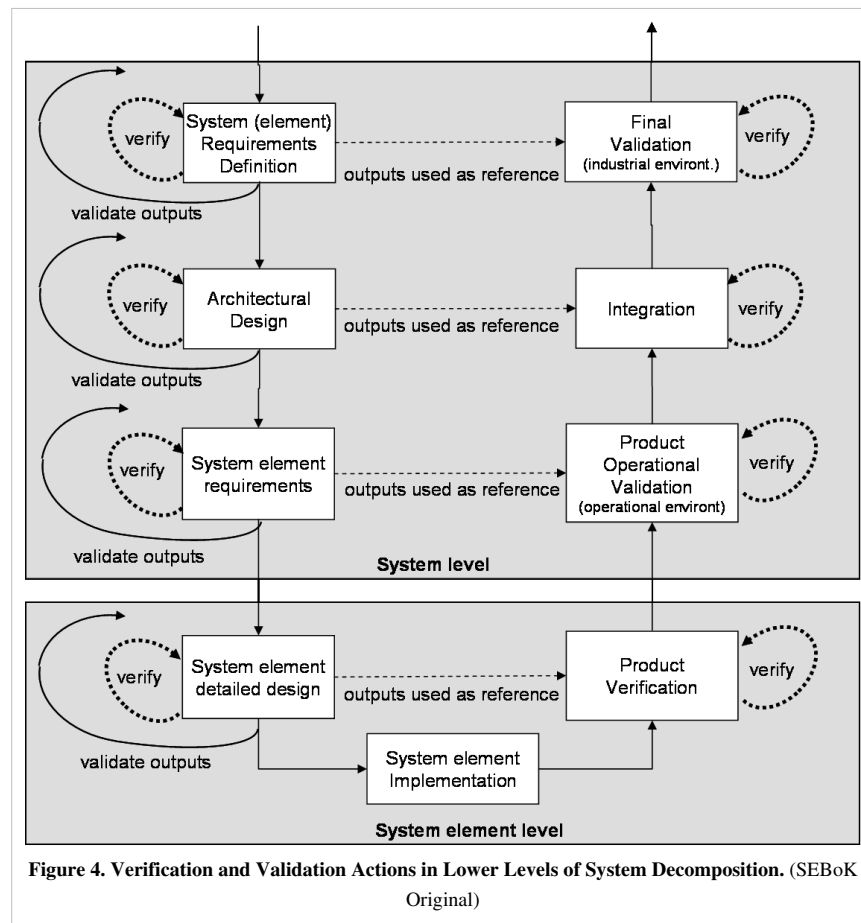 System (element)
Requirements
Definition
verify
validate outputs
outputs used as reference
Final
Validation
(industrial environt.)
verify
Architectural
Design
verify
validate outputs
outputs used as reference
Integration
verify
System element
requirements
verify
validate outputs
outputs used as reference
Product
Operational
Validation
(operational environt)
verify
System level
System element
detailed design
verify
validate outputs
outputs used as reference
Product
Verification
verify
System element
Implementation
System element level
Figure 4. Verification and Validation Actions in Lower Levels of System Decomposition. (SEBoK
Original)